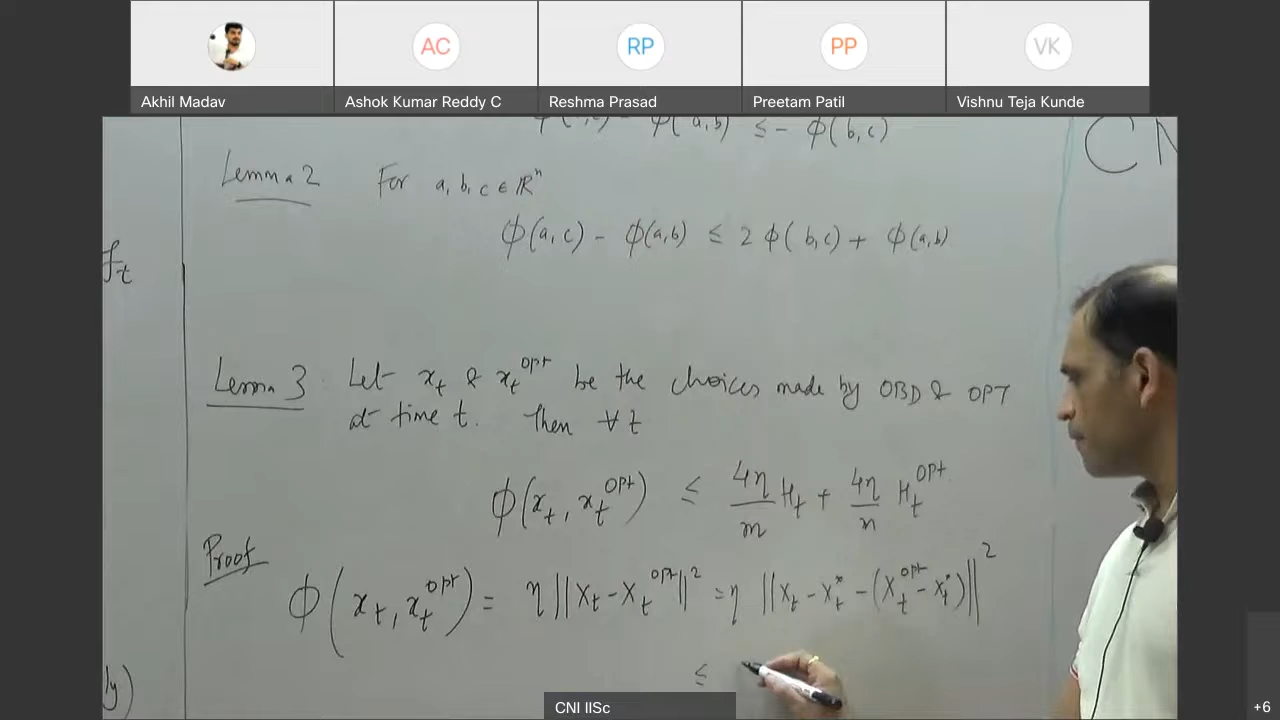 Akhil Madav
AC
Ashok Kumar Reddy C
RP
Reshma Prasad
PP
Preetam Patil
VK
Vishnu Teja Kunde
ϕ(a,b) ≤ - ϕ(b,c)
CN
Lemma 2 For a, b, c ∈ ℝⁿ
ϕ(a,c) - ϕ(a,b) ≤ 2 ϕ(b,c) + ϕ(a,b)
f_t
Lemma 3. Let x_t & x_t^opt be the choices made by OBD & OPT
at time t. Then ∀ t
ϕ(x_t, x_t^opt) ≤ 4η/m H_t + 4η/n H_t^opt
Proof
ϕ(x_t, x_t^opt) = η ||x_t - x_t^opt||² = η ||x_t - x_t^* - (x_t^opt - x_t^*)||²
≤
ly)
CNI IISc
+6